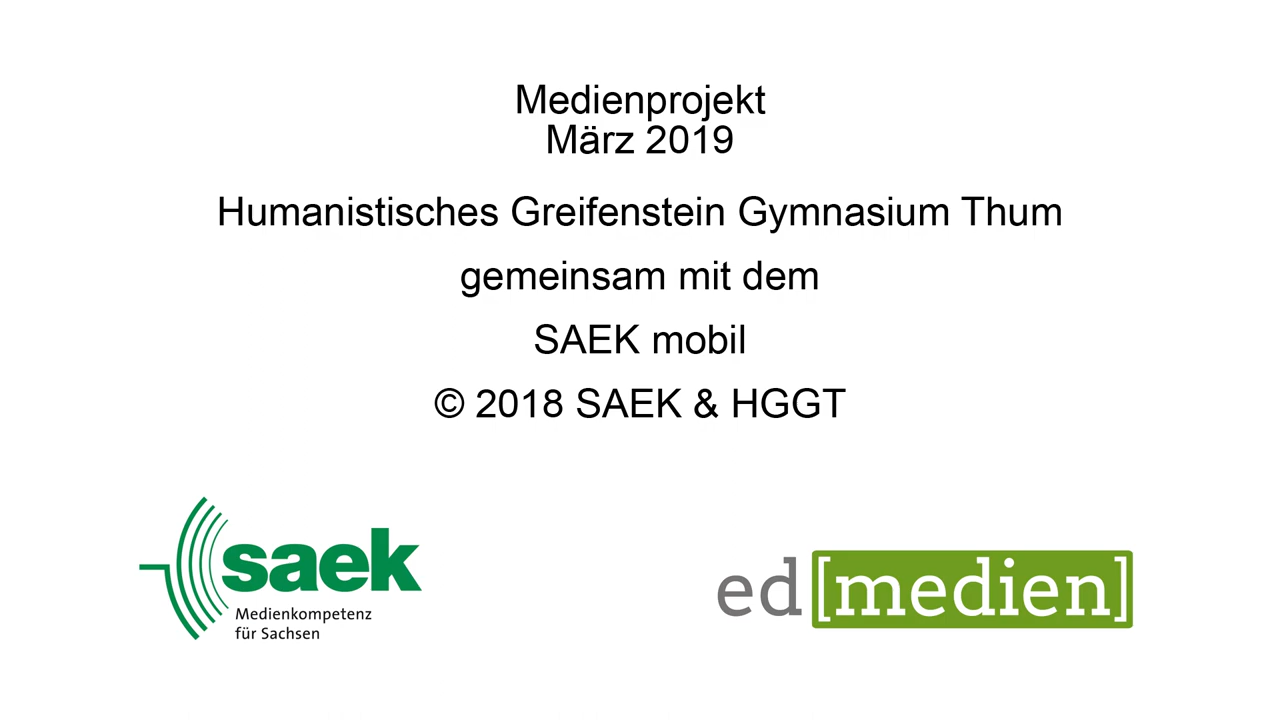 Medienprojekt
März 2019
Humanistisches Greifenstein Gymnasium Thum
gemeinsam mit dem
SAEK mobil
© 2018 SAEK & HGGT
saek
Medienkompetenz
für Sachsen
ed[medien]